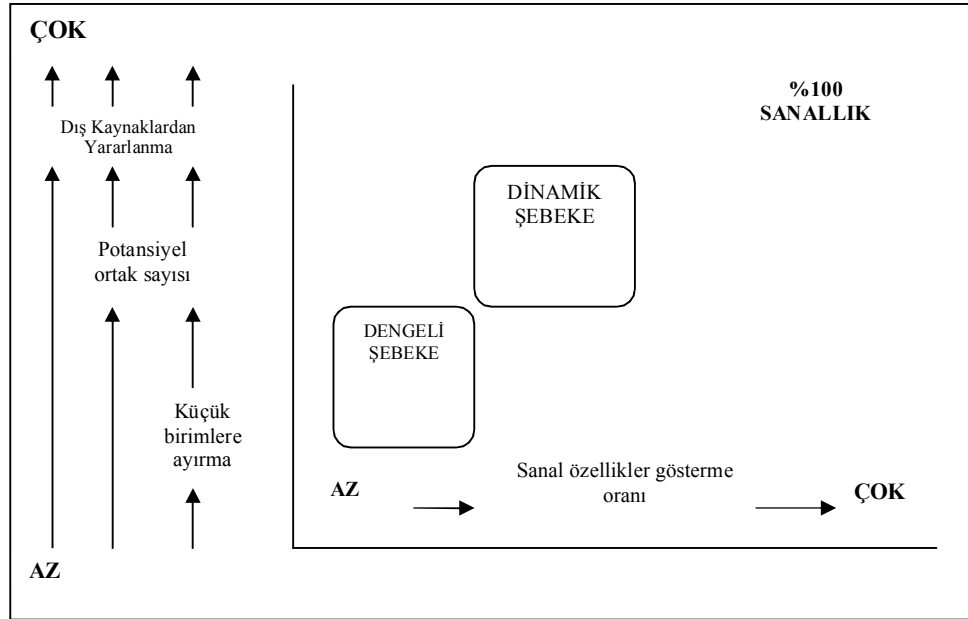 ÇOK
Dış Kaynaklardan
Yararlanma
Potansiyel
ortak sayısı
Küçük
birimlere
ayırma
AZ
%100
SANALLIK
DİNAMİK
ŞEBEKE
DENGELİ
ŞEBEKE
AZ
Sanal özellikler gösterme
oranı
ÇOK